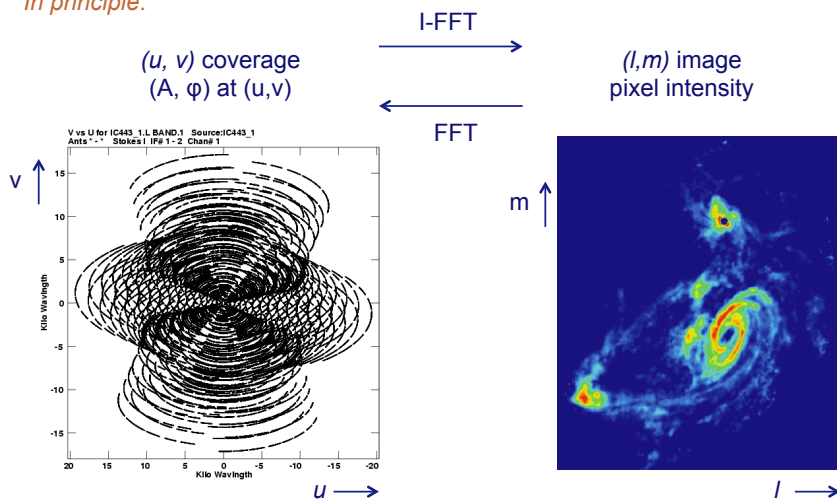 In principle:
I-FFT
(u, v) coverage
(A, φ) at (u,v)
(l,m) image
pixel intensity
FFT
V vs U for IC443_1.L BAND.1 Source:IC443_1
Ants * - * Stokes I IF# 1 - 2 Chan# 1
v
m
15
10
5
0
-5
-10
-15
Kilo Wavlngth
20 15 10 5 0 -5 -10 -15 -20
Kilo Wavlngth
u
l